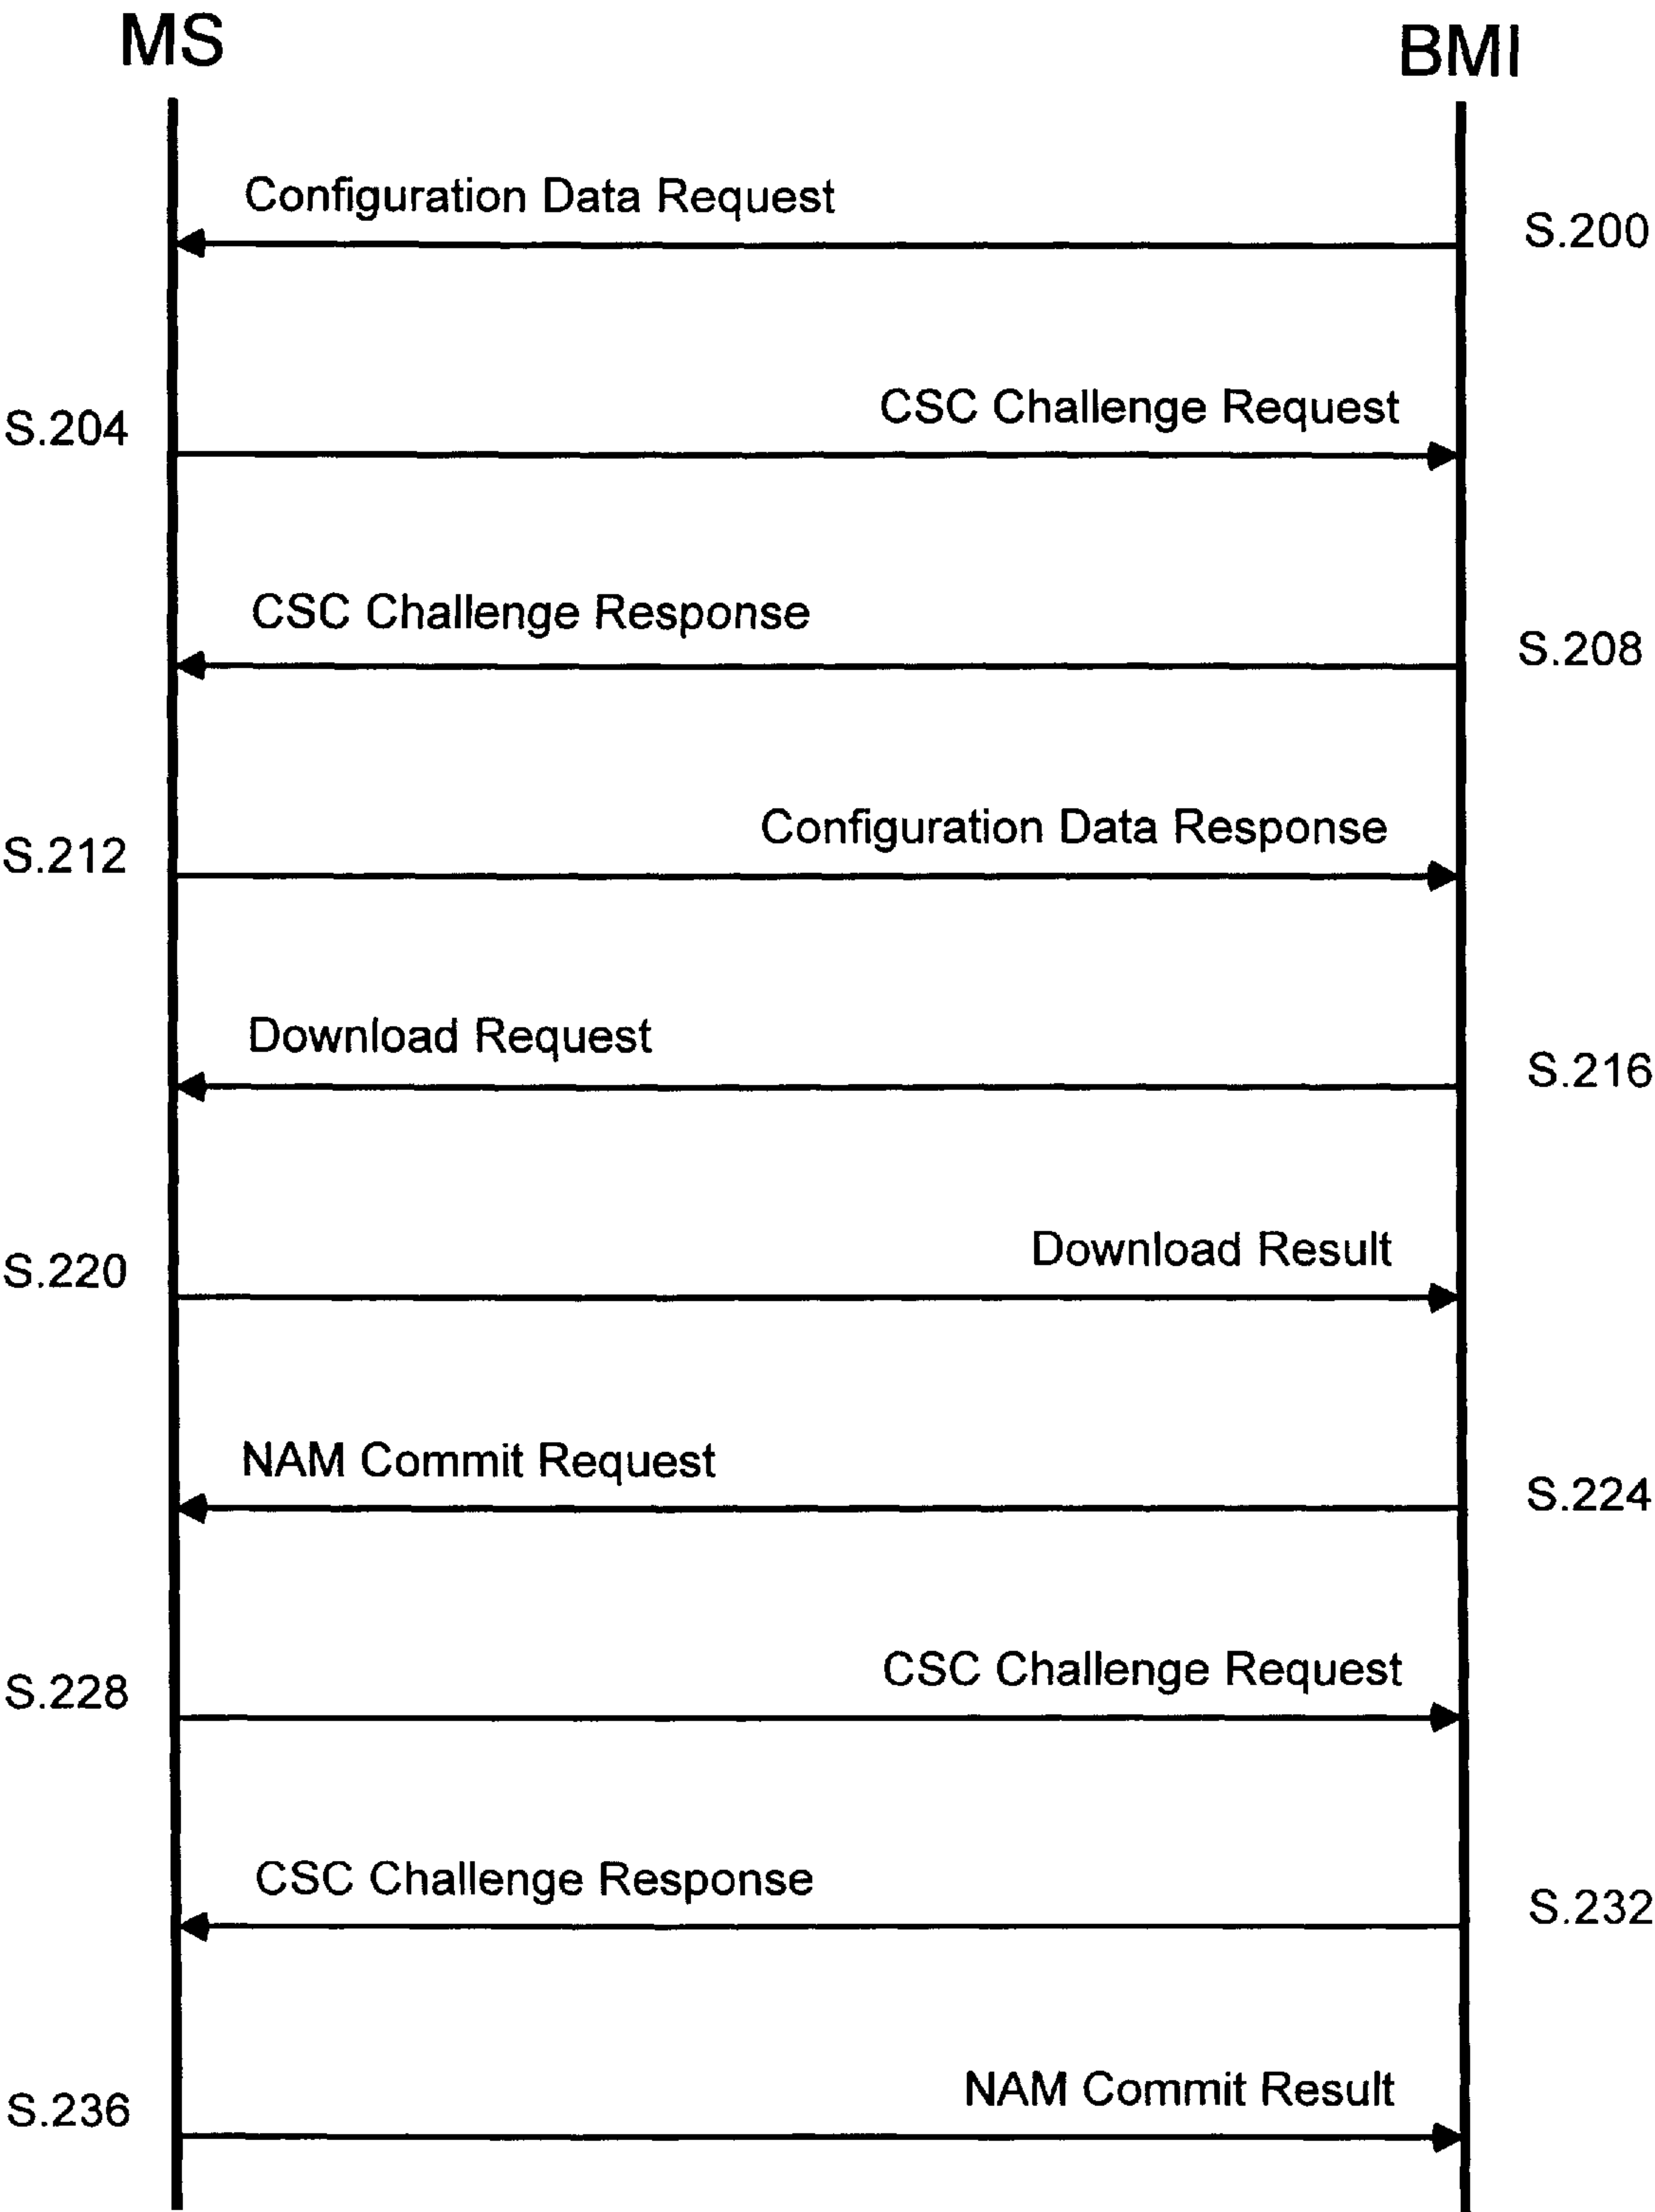 MS
BMI
Configuration Data Request
S.200
CSC Challenge Request
S.204
CSC Challenge Response
S.208
Configuration Data Response
S.212
Download Request
S.216
Download Result
S.220
NAM Commit Request
S.224
CSC Challenge Request
S.228
CSC Challenge Response
S.232
NAM Commit Result
S.236